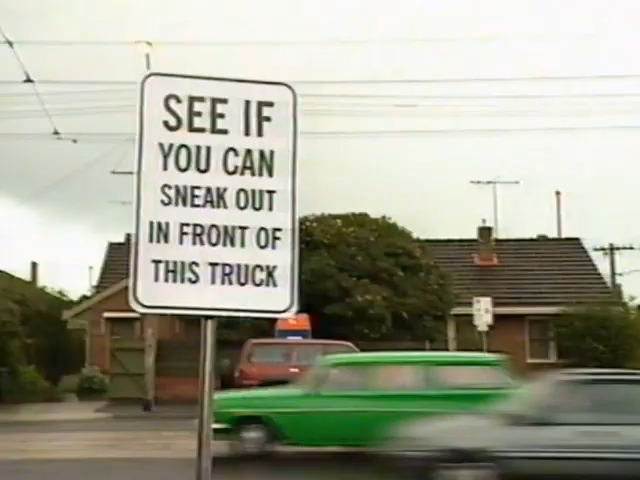 SEE IF
YOU CAN
SNEAK OUT
IN FRONT OF
THIS TRUCK